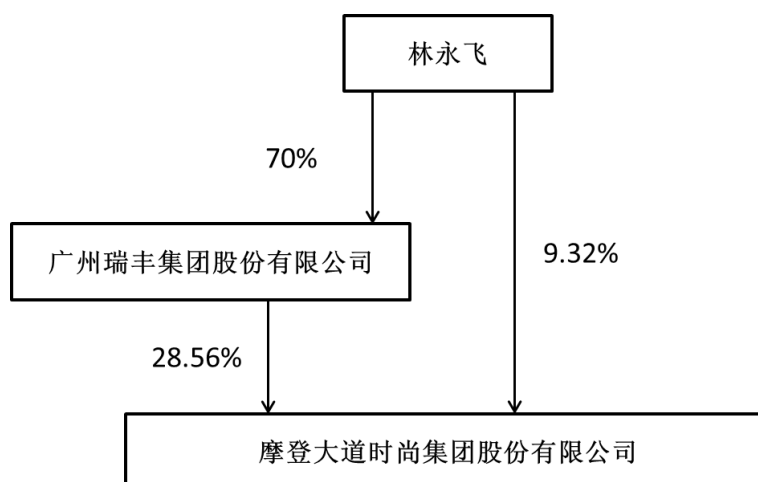 林永飞
70%
广州瑞丰集团股份有限公司
9.32%
28.56%
摩登大道时尚集团股份有限公司